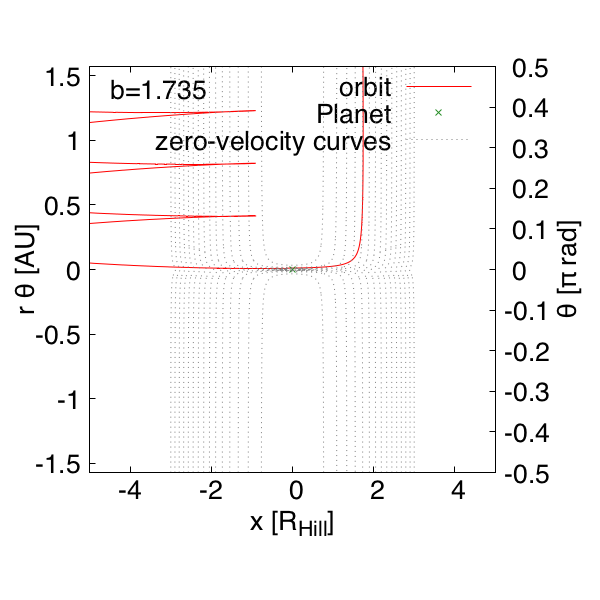 b=1.735
orbit
Planet
zero-velocity curves
1.5
1
0.5
0
-0.5
-1
-1.5
r θ [AU]
0.5
0.4
0.3
0.2
0.1
0
-0.1
-0.2
-0.3
-0.4
-0.5
θ [π rad]
-4 -2 0 2 4
x [R_Hill]